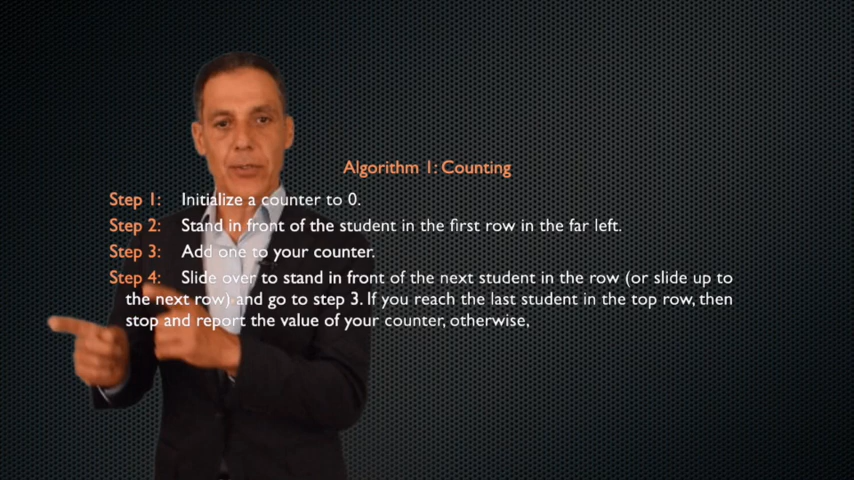 Algorithm 1: Counting
Step 1: Initialize a counter to 0.
Step 2: Stand in front of the student in the first row in the far left.
Step 3: Add one to your counter.
Step 4: Slide over to stand in front of the next student in the row (or slide up to
the next row) and go to step 3. If you reach the last student in the top row, then
stop and report the value of your counter, otherwise,